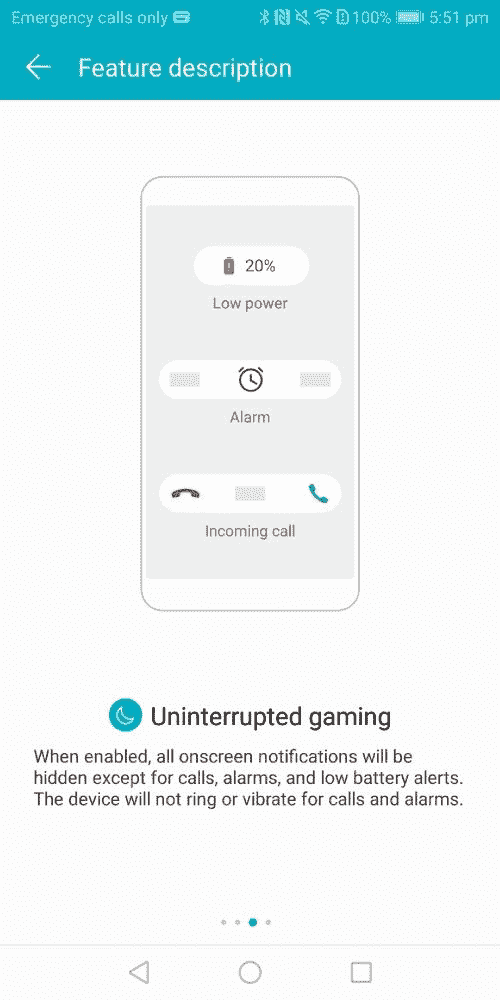 Emergency calls only 100% 5:51 pm
Feature description
20%
Low power
Alarm
Incoming call
Uninterrupted gaming
When enabled, all onscreen notifications will be
hidden except for calls, alarms, and low battery alerts.
The device will not ring or vibrate for calls and alarms.